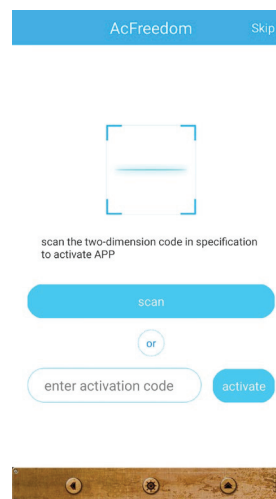 AcFreedom
Skip
scan the two-dimension code in specification
to activate APP
scan
or
enter activation code
activate